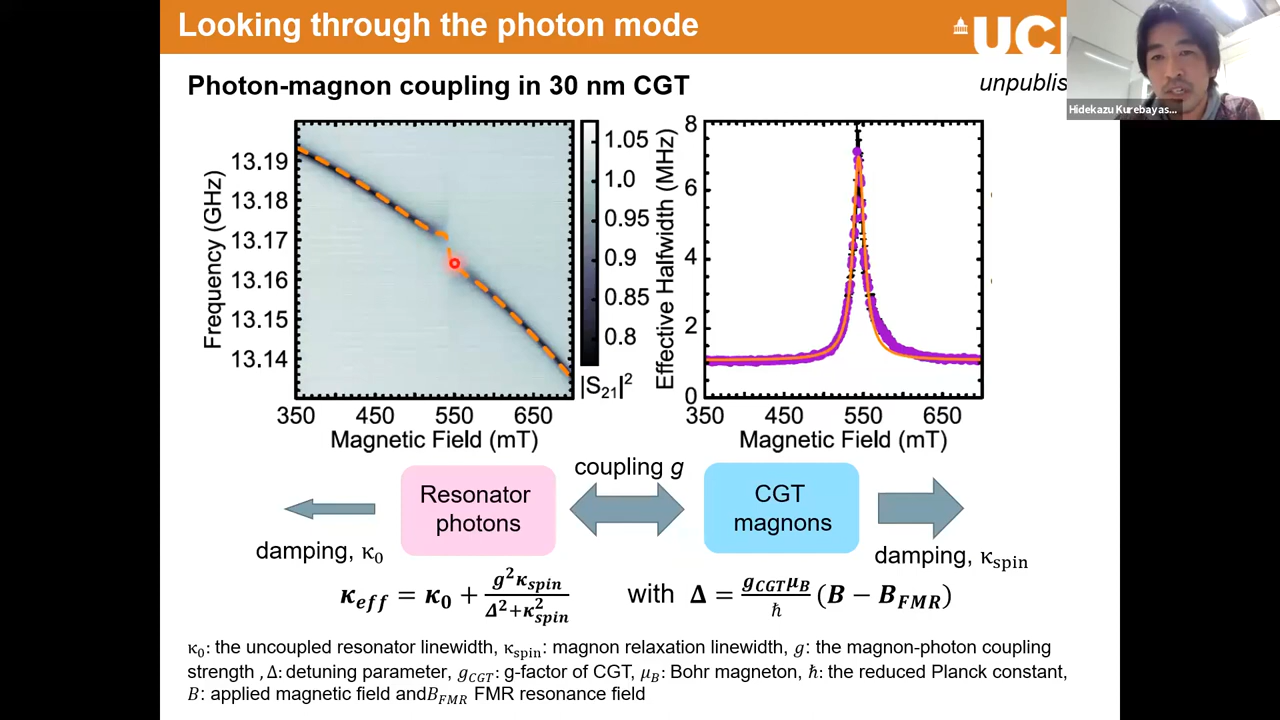 Looking through the photon mode
UCL
Photon-magnon coupling in 30 nm CGT
unpublis
Hidekazu Kurebayas...
Frequency (GHz)
13.19
13.18
13.17
13.16
13.15
13.14
350
450
550
650
Magnetic Field (mT)
1.05
1.0
0.95
0.9
0.85
0.8
|S₂₁|²
Effective Halfwidth (MHz)
8
6
4
2
0
350
450
550
650
Magnetic Field (mT)
coupling g
Resonator
photons
CGT
magnons
damping, κ₀
damping, κ_spin
κ_eff = κ₀ + g²κ_spin / (Δ²+κ²_spin) with Δ = g_CGT μ_B / ħ (B − B_FMR)
κ₀: the uncoupled resonator linewidth, κ_spin: magnon relaxation linewidth, g: the magnon-photon coupling
strength , Δ: detuning parameter, g_CGT: g-factor of CGT, μ_B: Bohr magneton, ħ: the reduced Planck constant,
B: applied magnetic field and B_FMR FMR resonance field